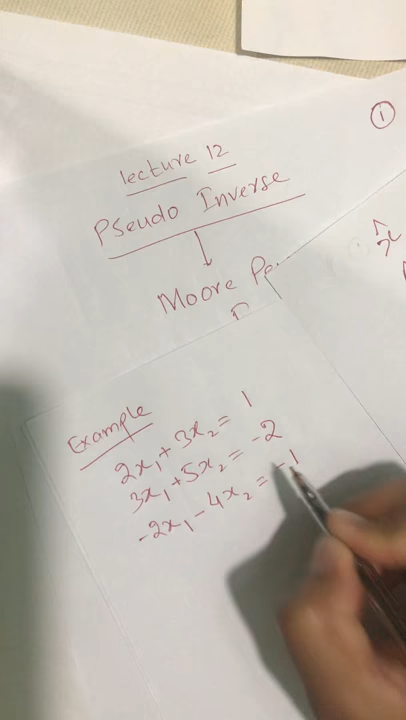 ①
lecture 12
Pseudo Inverse
Moore Pe
Example
2x₁ + 3x₂ = 1
3x₁ + 5x₂ = -2
-2x₁ - 4x₂ = -1